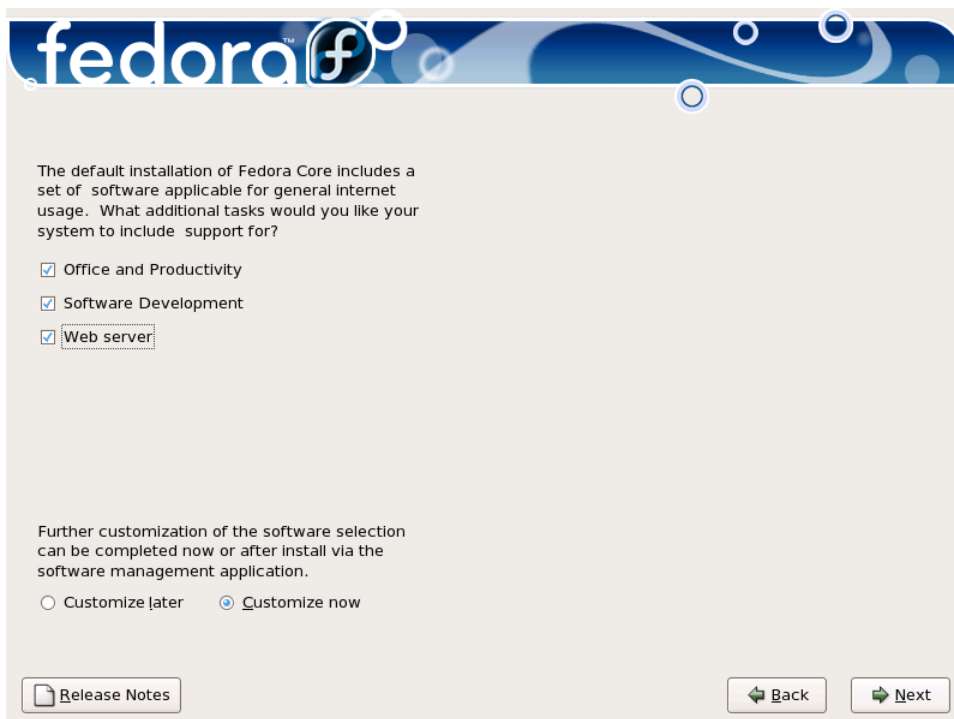 fedora™ f
The default installation of Fedora Core includes a
set of  software applicable for general internet
usage.  What additional tasks would you like your
system to include  support for?
Office and Productivity
Software Development
Web server
Further customization of the software selection
can be completed now or after install via the
software management application.
Customize later Customize now
Release Notes Back Next